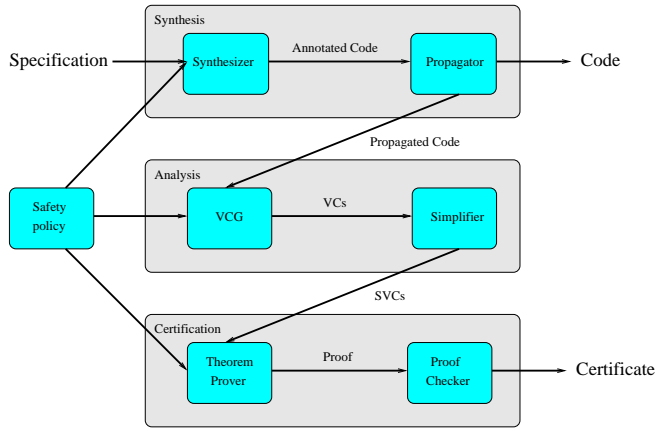 Synthesis
Specification
Synthesizer
Annotated Code
Propagator
Code
Propagated Code
Analysis
Safety
policy
VCG
VCs
Simplifier
SVCs
Certification
Theorem
Prover
Proof
Proof
Checker
Certificate